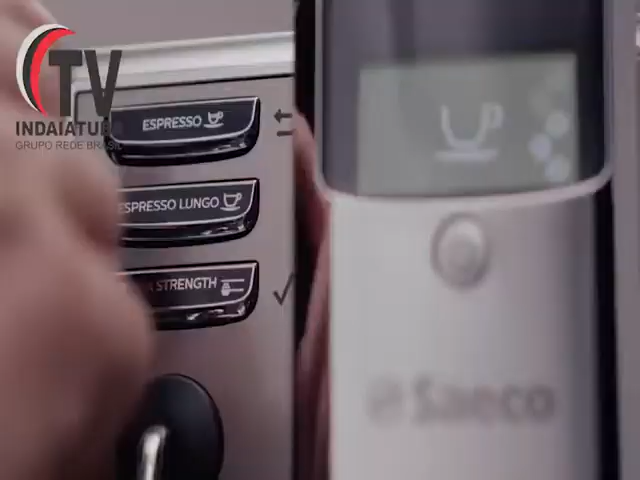 TV
INDAIATUB
GRUPO REDE BRASIL
ESPRESSO
ESPRESSO LUNGO
STRENGTH
Saeco